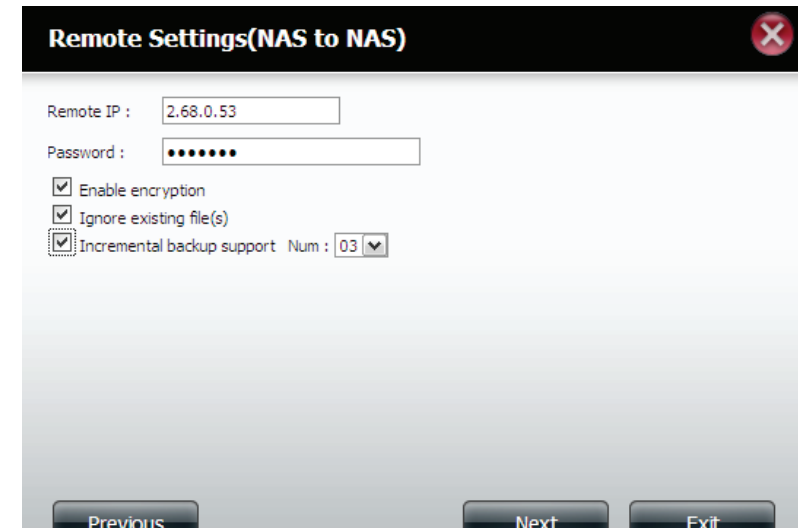 Remote Settings(NAS to NAS)
Remote IP : 2.68.0.53
Password : •••••••
Enable encryption
Ignore existing file(s)
Incremental backup support Num : 03
Previous Next Exit